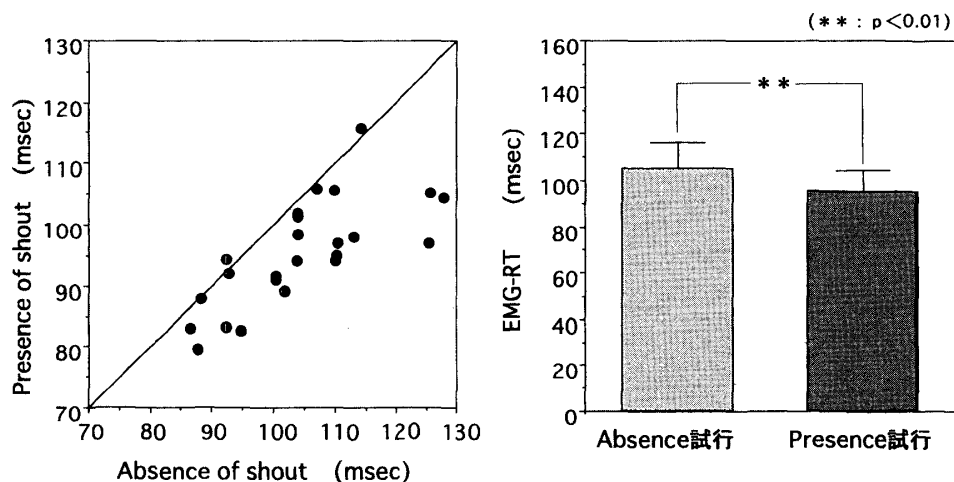 (**: p<0.01)
130
120
110
100
90
80
70
Presence of shout (msec)
70 80 90 100 110 120 130
Absence of shout (msec)
160
140
120
100
80
60
40
20
0
EMG-RT (msec)
**
Absence試行 Presence試行